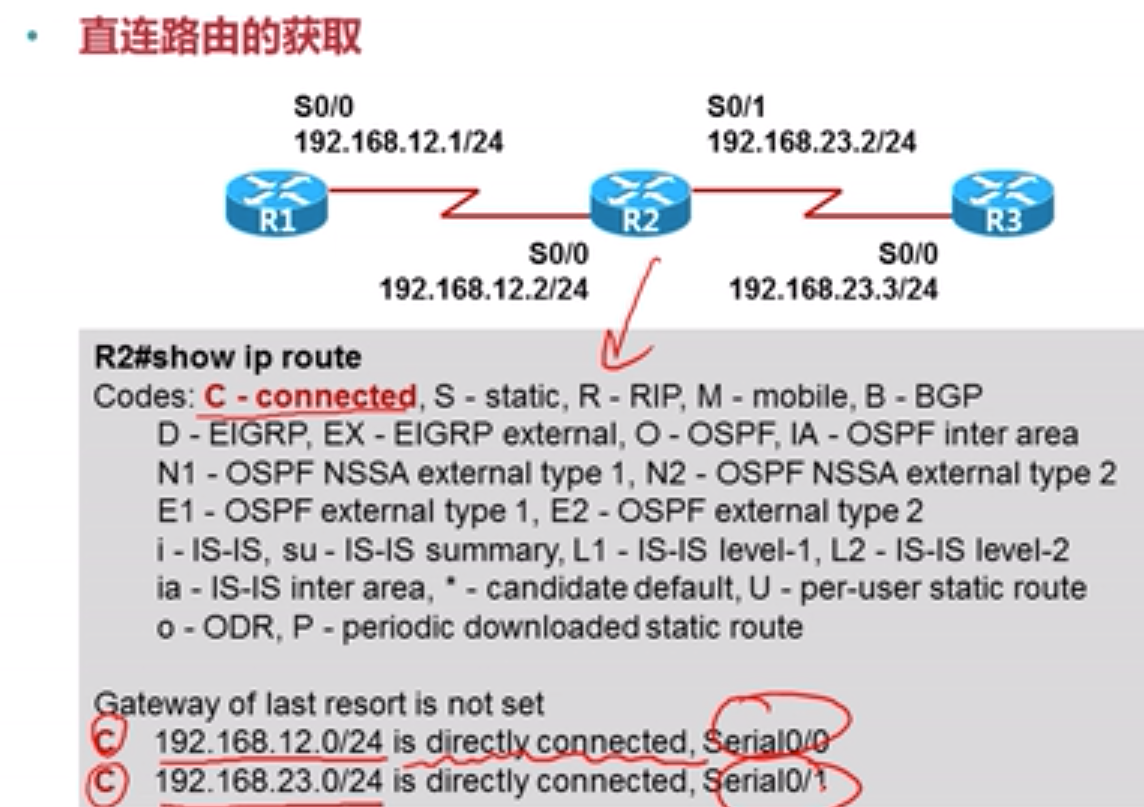 直连路由的获取
S0/0
192.168.12.1/24
S0/1
192.168.23.2/24
R1
R2
R3
S0/0
192.168.12.2/24
S0/0
192.168.23.3/24
R2#show ip route
Codes: C - connected, S - static, R - RIP, M - mobile, B - BGP
D - EIGRP, EX - EIGRP external, O - OSPF, IA - OSPF inter area
N1 - OSPF NSSA external type 1, N2 - OSPF NSSA external type 2
E1 - OSPF external type 1, E2 - OSPF external type 2
i - IS-IS, su - IS-IS summary, L1 - IS-IS level-1, L2 - IS-IS level-2
ia - IS-IS inter area, * - candidate default, U - per-user static route
o - ODR, P - periodic downloaded static route
Gateway of last resort is not set
C 192.168.12.0/24 is directly connected, Serial0/0
C 192.168.23.0/24 is directly connected, Serial0/1